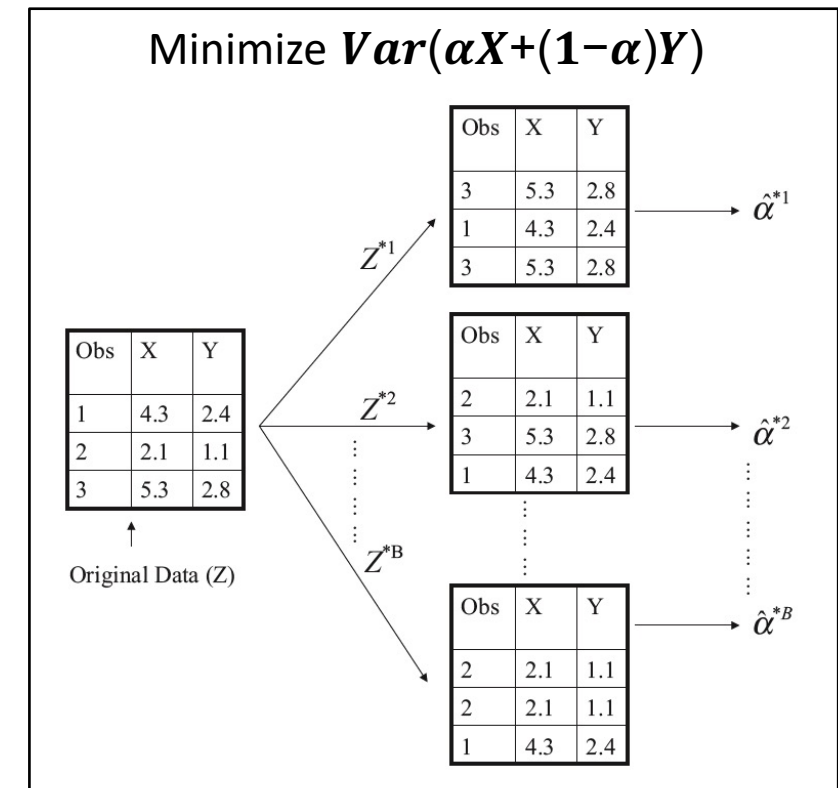 Minimize Var(αX+(1−α)Y)
Obs X Y
1 4.3 2.4
2 2.1 1.1
3 5.3 2.8
Original Data (Z)
Z*1
Obs X Y
3 5.3 2.8
1 4.3 2.4
3 5.3 2.8
α̂*1
Z*2
Obs X Y
2 2.1 1.1
3 5.3 2.8
1 4.3 2.4
α̂*2
Z*B
Obs X Y
2 2.1 1.1
2 2.1 1.1
1 4.3 2.4
α̂*B